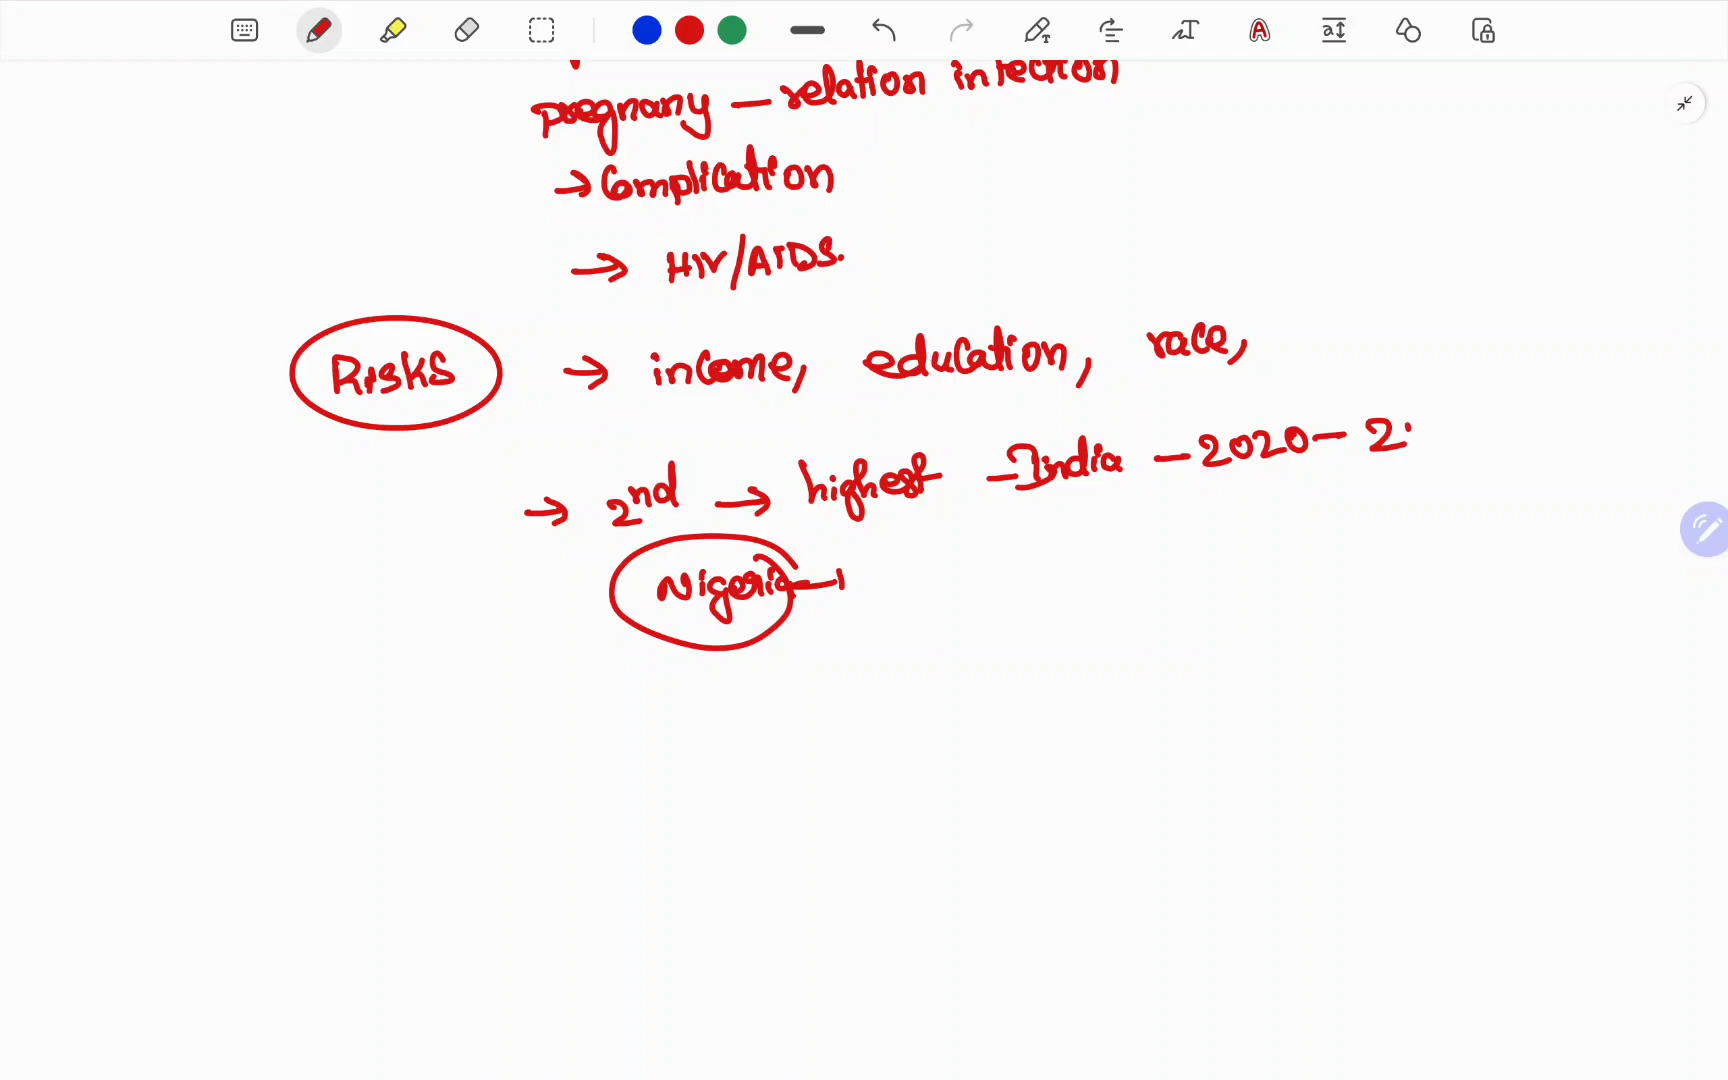 pregnany — relation infection
→ Complication
→ HIV/AIDS.
Risks → income, education, race,
→ 2nd → highest — India — 2020 — 2.
Nigeria — 1